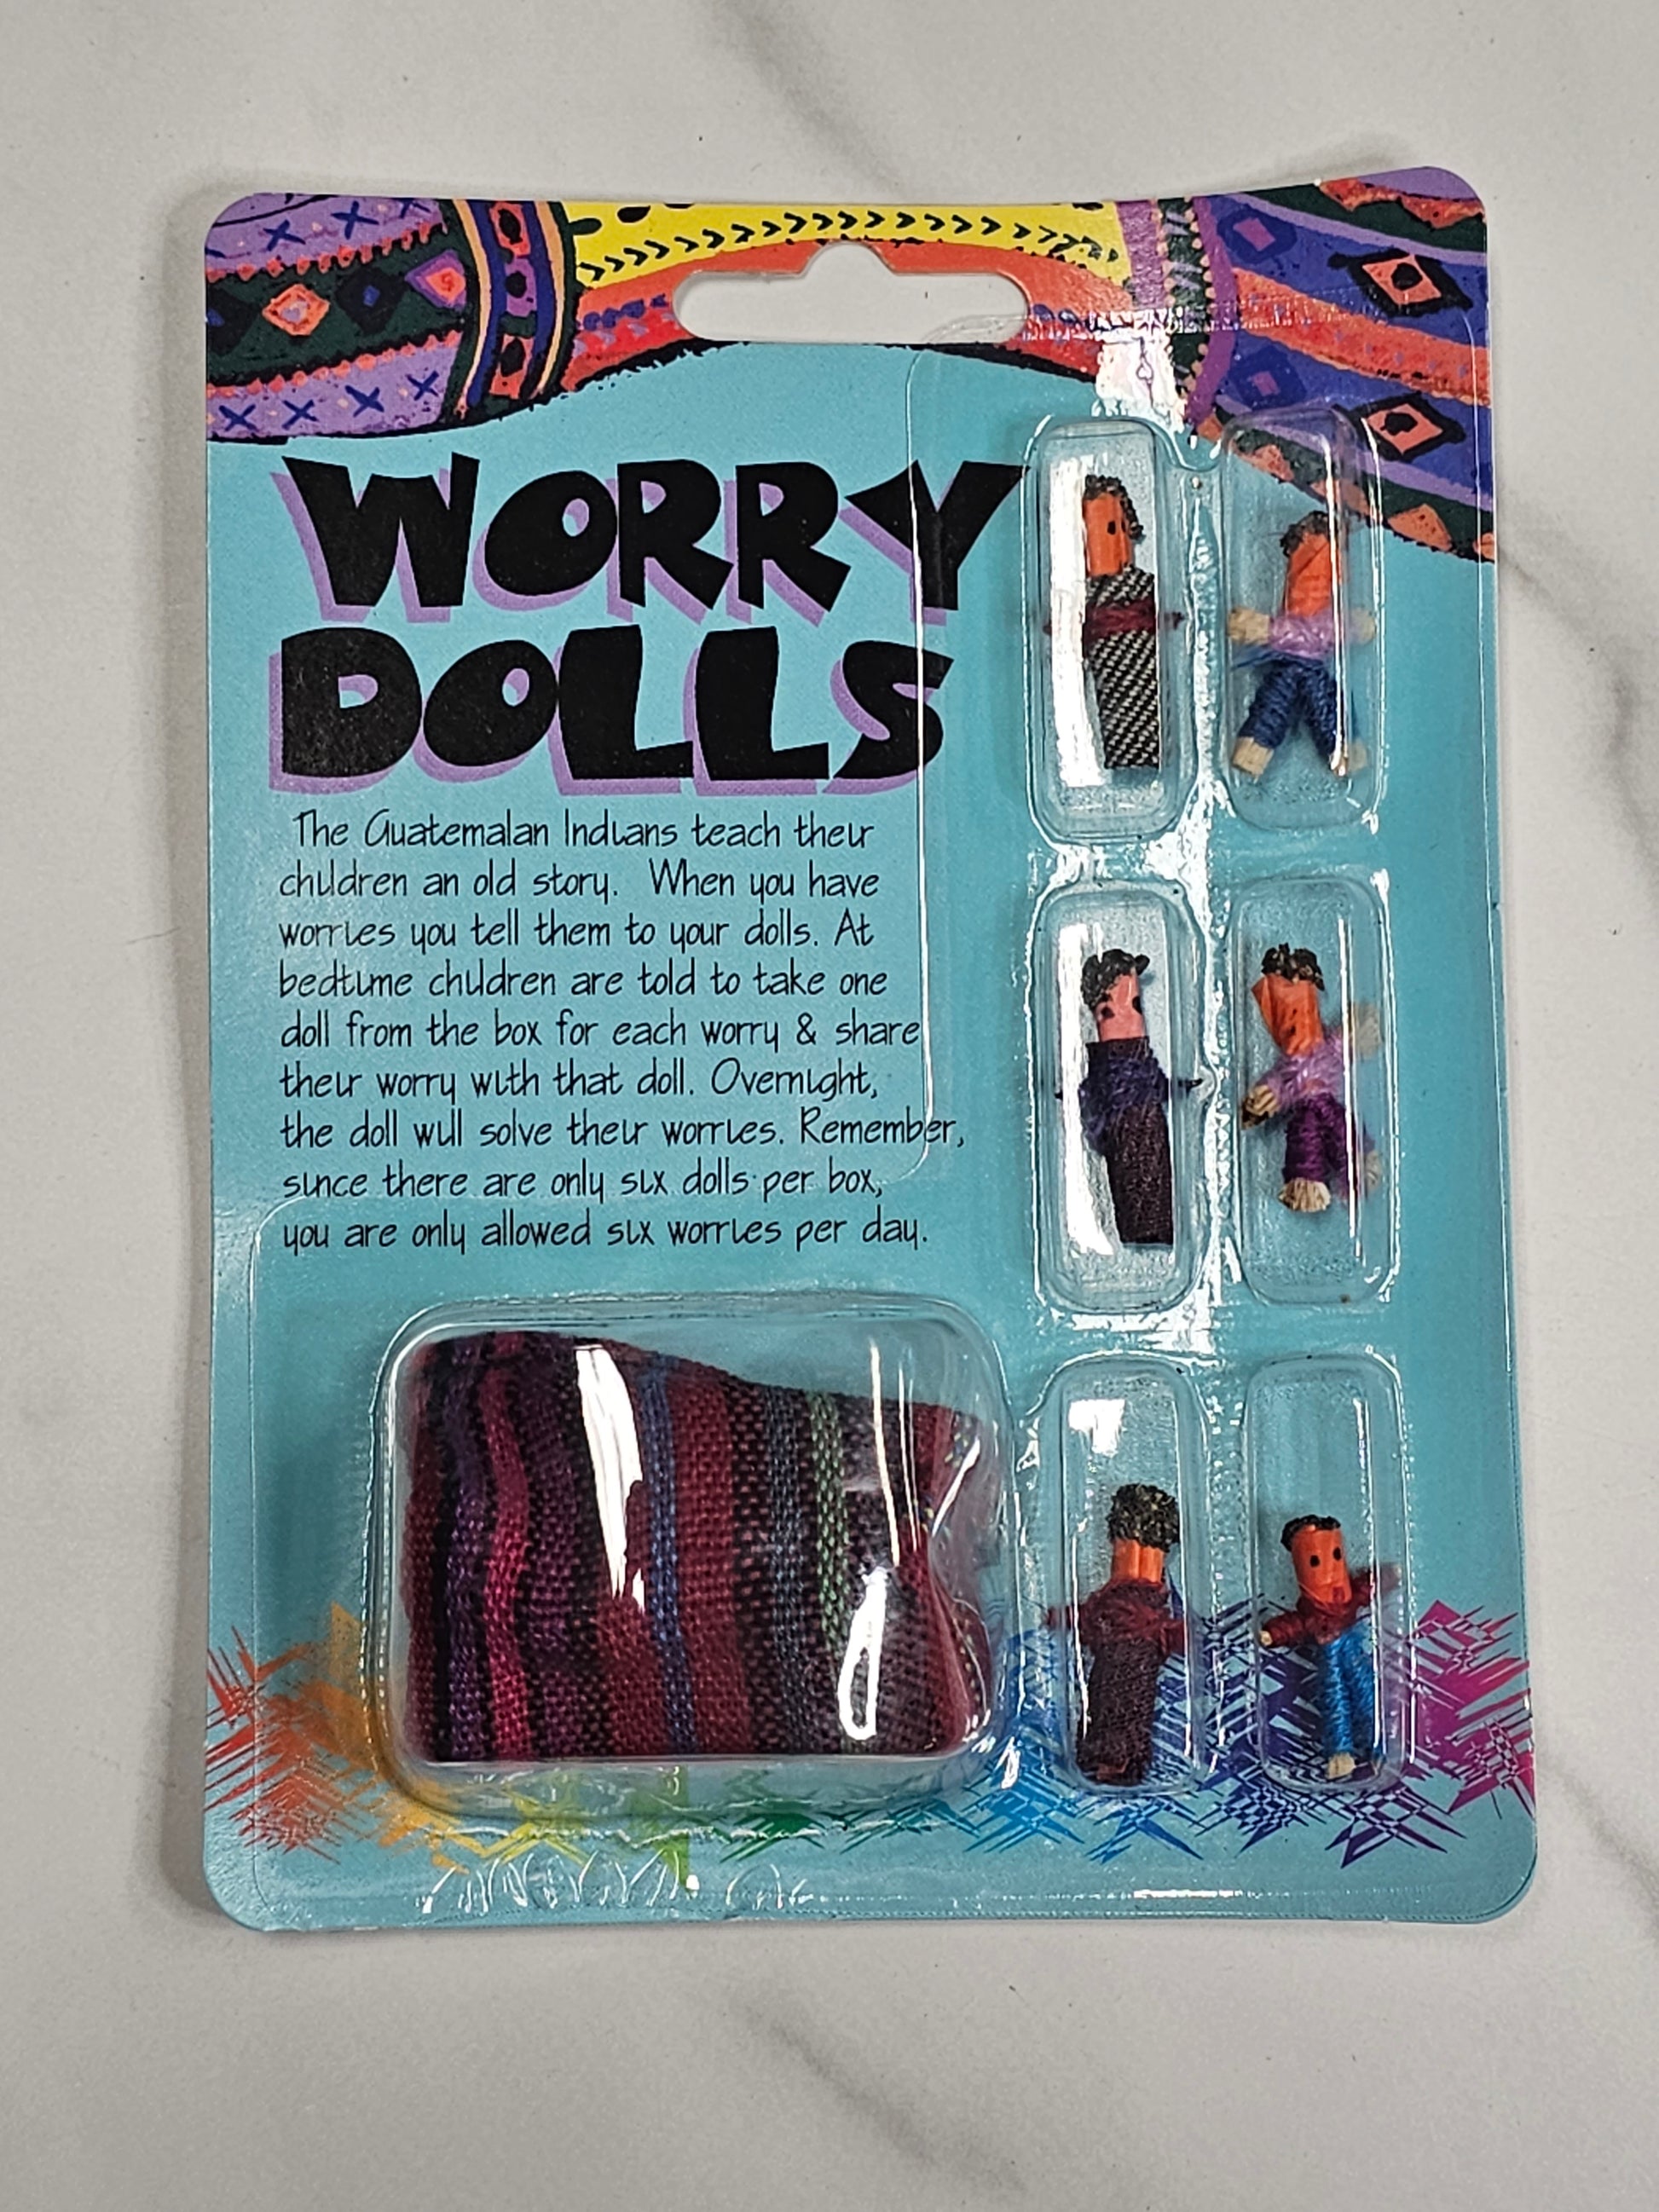 WORRY
DOLLS
The Guatemalan Indians teach their
children an old story. When you have
worries you tell them to your dolls. At
bedtime children are told to take one
doll from the box for each worry & share
their worry with that doll. Overnight,
the doll will solve their worries. Remember,
since there are only six dolls per box,
you are only allowed six worries per day.